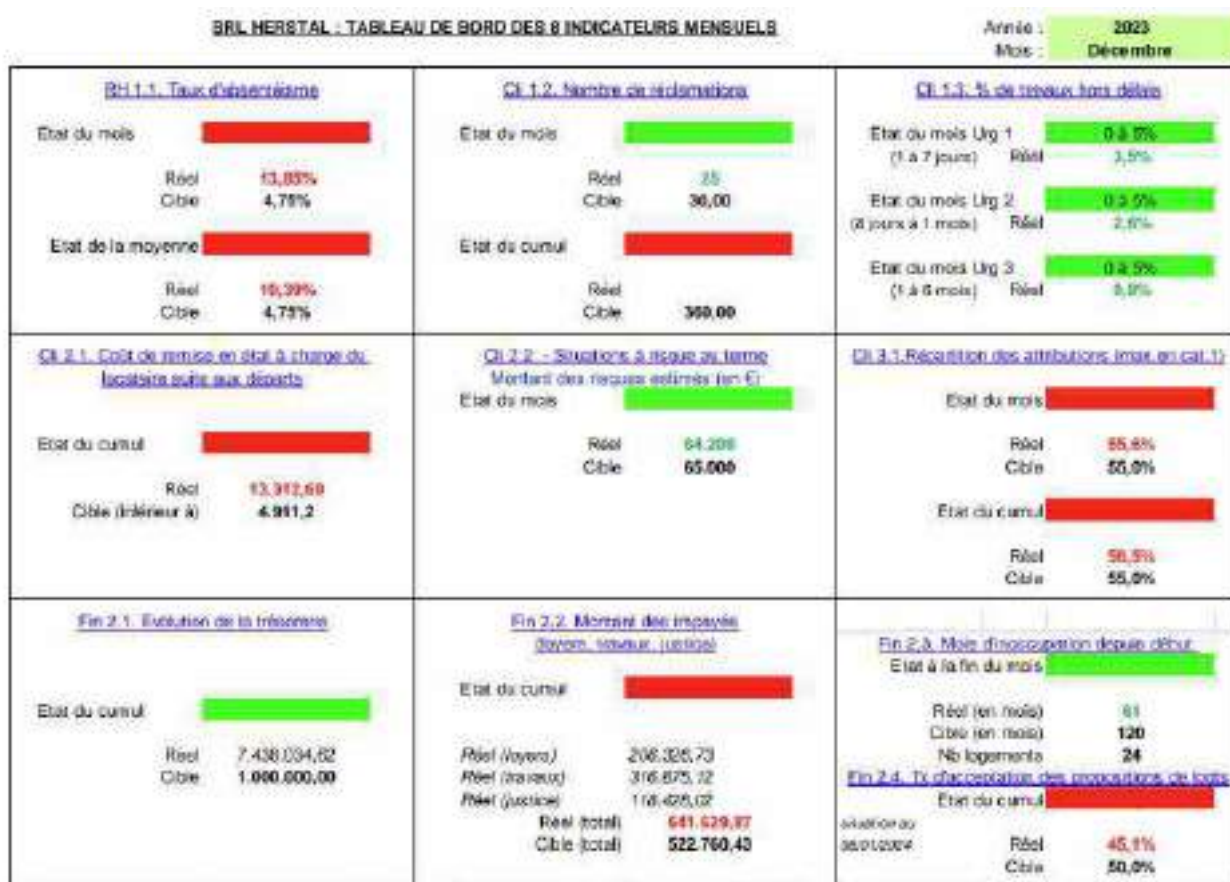 BRL HERSTAL : TABLEAU DE BORD DES 8 INDICATEURS MENSUELS
Année : 2023
Mois : Décembre
RH 1.1. Taux d'absentéisme
Etat du mois
Réel 13,85%
Cible 4,75%
Etat de la moyenne
Réel 10,39%
Cible 4,75%
Cli 1.2. Nombre de réclamations
Etat du mois
Réel 25
Cible 30,00
Etat du cumul
Réel
Cible 360,00
Cli 1.3. % de travaux hors délais
Etat du mois Urg 1 0 à 5%
(1 à 7 jours) Réel 3,5%
Etat du mois Urg 2 0 à 5%
(8 jours à 1 mois) Réel 2,6%
Etat du mois Urg 3 0 à 5%
(1 à 6 mois) Réel 0,0%
Cli 2.1. Coût de remise en état à charge du
locataire suite aux départs
Etat du cumul
Réel 13.912,60
Cible (inférieur à) 4.911,2
Cli 2.2. - Situations à risque au terme
Montant des risques estimés (en €)
Etat du mois
Réel 64.206
Cible 65.000
Cli 3.1.Répartition des attributions (max en cat.1)
Etat du mois
Réel 55,6%
Cible 55,0%
Etat du cumul
Réel 56,5%
Cible 55,0%
Fin 2.1. Evolution de la trésorerie
Etat du cumul
Réel 7.438.034,62
Cible 1.000.000,00
Fin 2.2. Montant des impayés
(loyers, travaux, justice)
Etat du cumul
Réel (loyers) 206.326,73
Réel (travaux) 316.875,12
Réel (justice) 118.428,02
Réel (total) 641.629,87
Cible (total) 522.760,43
Fin 2.3. Mois d'inoccupation depuis début
Etat à la fin du mois
Réel (en mois) 61
Cible (en mois) 120
Nb logements 24
Fin 2.4. Tx d'acceptation des propositions de logts
Etat du cumul
situation au
Réel 45,1%
Cible 50,0%